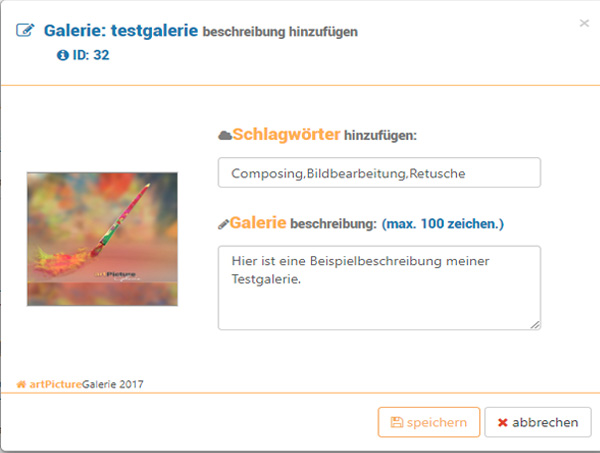 Galerie: testgalerie beschreibung hinzufügen
ID: 32
Schlagwörter hinzufügen:
Composing,Bildbearbeitung,Retusche
Galerie beschreibung: (max. 100 zeichen.)
Hier ist eine Beispielbeschreibung meiner
Testgalerie.
artPicture
artPictureGalerie 2017
speichern
abbrechen